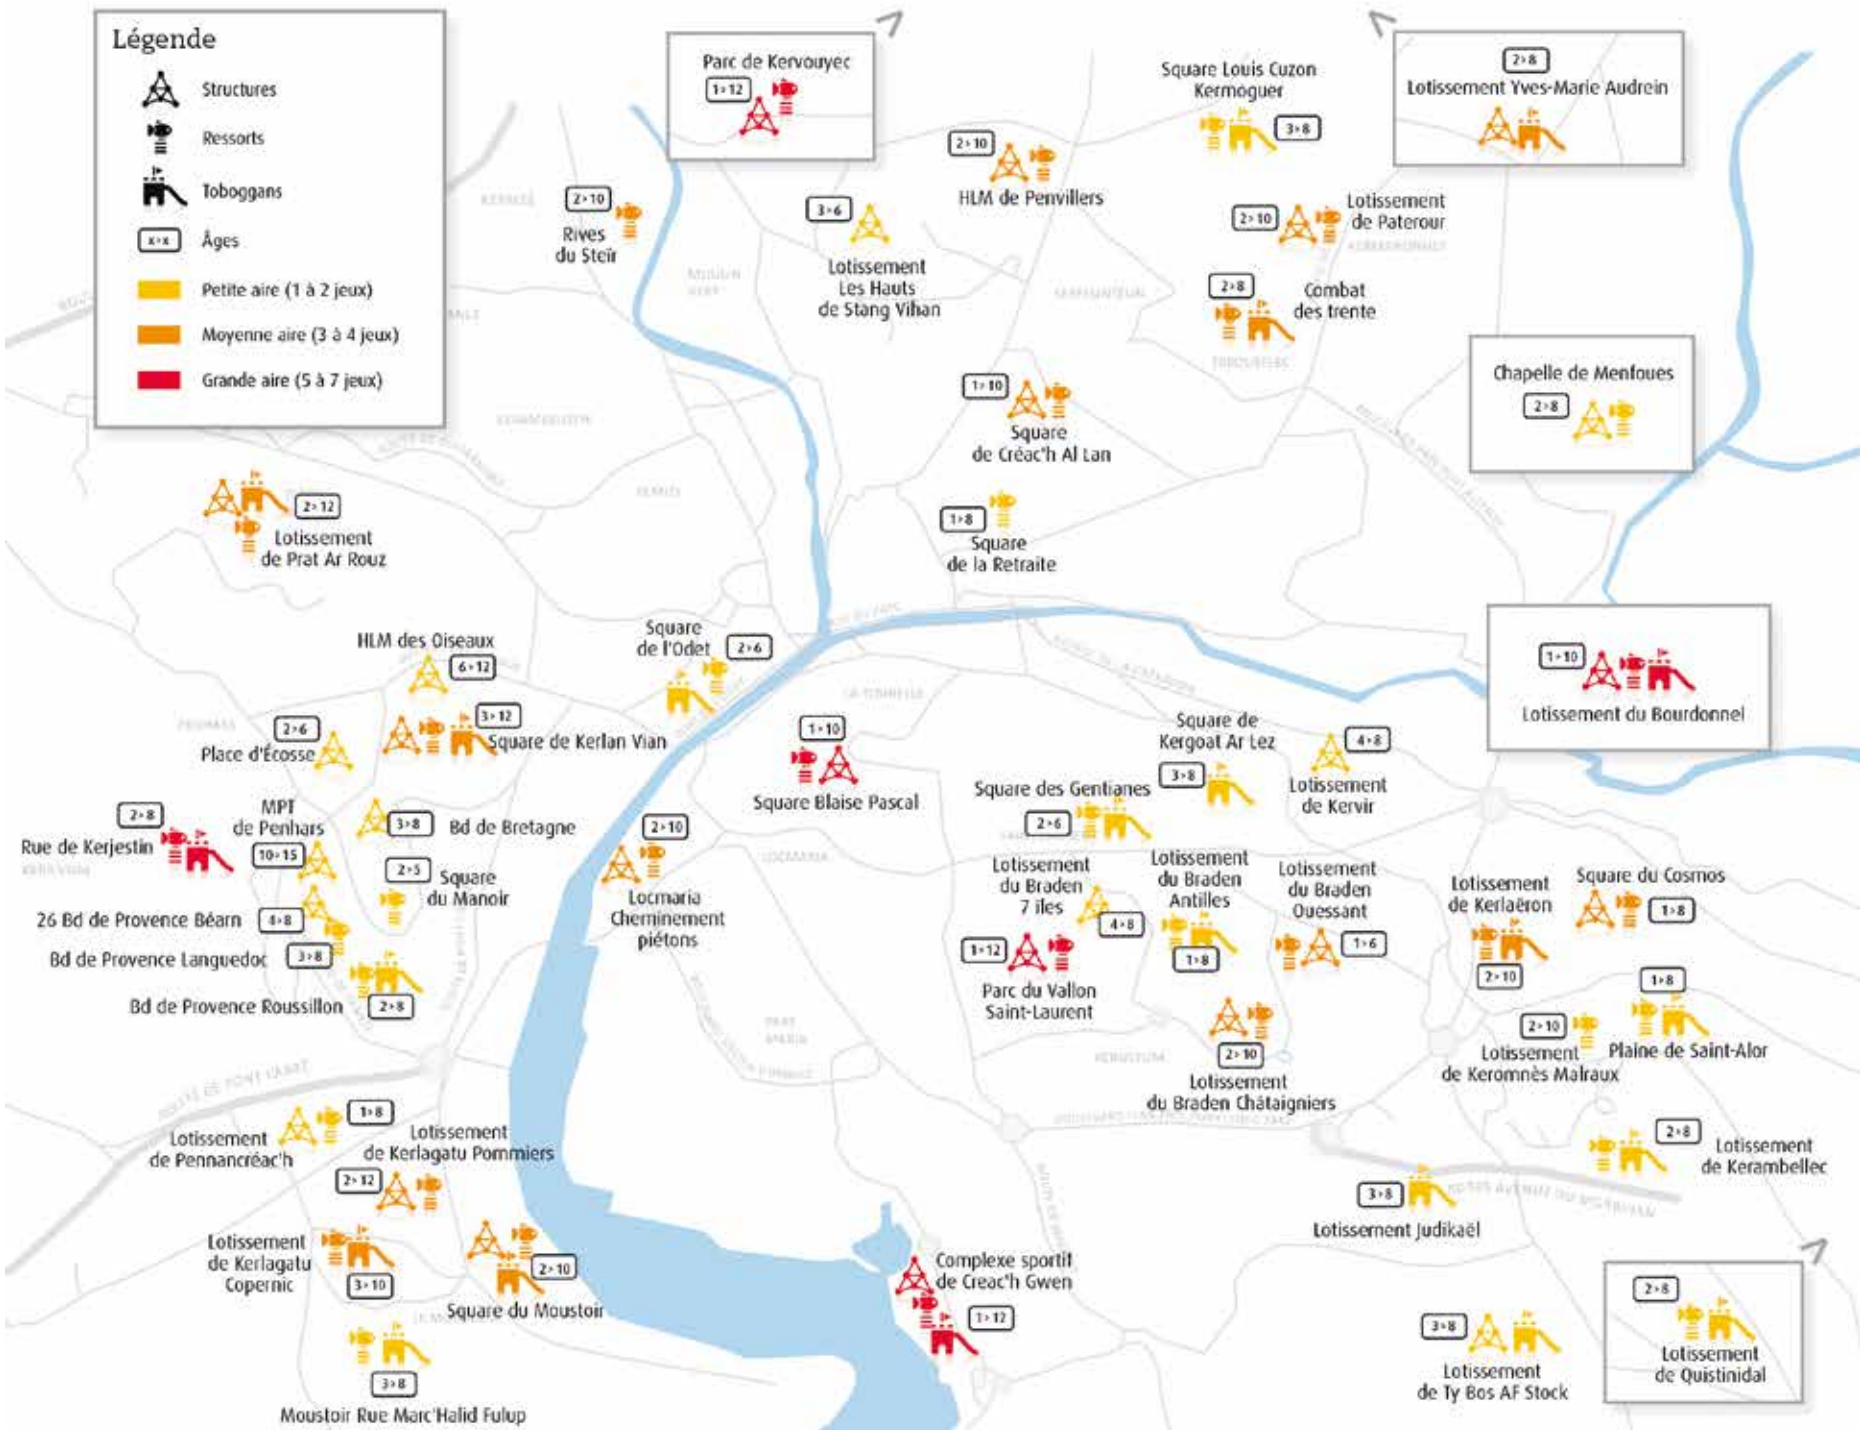 Légende
Structures
Ressorts
Toboggans
x>x Âges
Petite aire (1 à 2 jeux)
Moyenne aire (3 à 4 jeux)
Grande aire (5 à 7 jeux)
Parc de Kervouyec
1>12
Square Louis Cuzon
Kermoguer
3>8
2>8
Lotissement Yves-Marie Audrein
2>10
HLM de Penvillers
2>10
Rives
du Steïr
3>6
Lotissement
Les Hauts
de Stang Vihan
2>10
Lotissement
de Paterour
2>8
Combat
des trente
Chapelle de Menfoues
2>8
1>10
Square
de Créac'h Al Lan
1>8
Square
de la Retraite
2>12
Lotissement
de Prat Ar Rouz
HLM des Oiseaux
6>12
Square
de l'Odet
2>6
1>10
Lotissement du Bourdonnel
3>12
Square de Kerlan Vian
2>6
Place d'Écosse
1>10
Square Blaise Pascal
Square de
Kergoat Ar Lez
3>8
4>8
Lotissement
de Kervir
Square des Gentianes
2>6
2>8
Rue de Kerjestin
MPT
de Penhars
10>15
3>8
Bd de Bretagne
2>5
Square
du Manoir
2>10
Locmaria
Cheminement
piétons
26 Bd de Provence Béarn
4>8
Bd de Provence Languedoc
3>8
Bd de Provence Roussillon
2>8
Lotissement
du Braden
7 îles
4>8
Lotissement
du Braden
Antilles
1>8
Lotissement
du Braden
Ouessant
1>6
1>12
Parc du Vallon
Saint-Laurent
2>10
Lotissement
du Braden Châtaigniers
Lotissement
de Kerlaëron
2>10
Square du Cosmos
1>8
1>8
Plaine de Saint-Alor
2>10
Lotissement
de Keromnès Malraux
2>8
Lotissement
de Kerambellec
3>8
Lotissement Judikaël
ROUTE DE PONT L'ABBÉ
1>8
Lotissement
de Pennancréac'h
Lotissement
de Kerlagatu Pommiers
2>12
Lotissement
de Kerlagatu
Copernic
3>10
2>10
Square du Moustoir
3>8
Moustoir Rue Marc'Halid Fulup
Complexe sportif
de Creac'h Gwen
1>12
3>8
Lotissement
de Ty Bos AF Stock
2>8
Lotissement
de Quistinidal